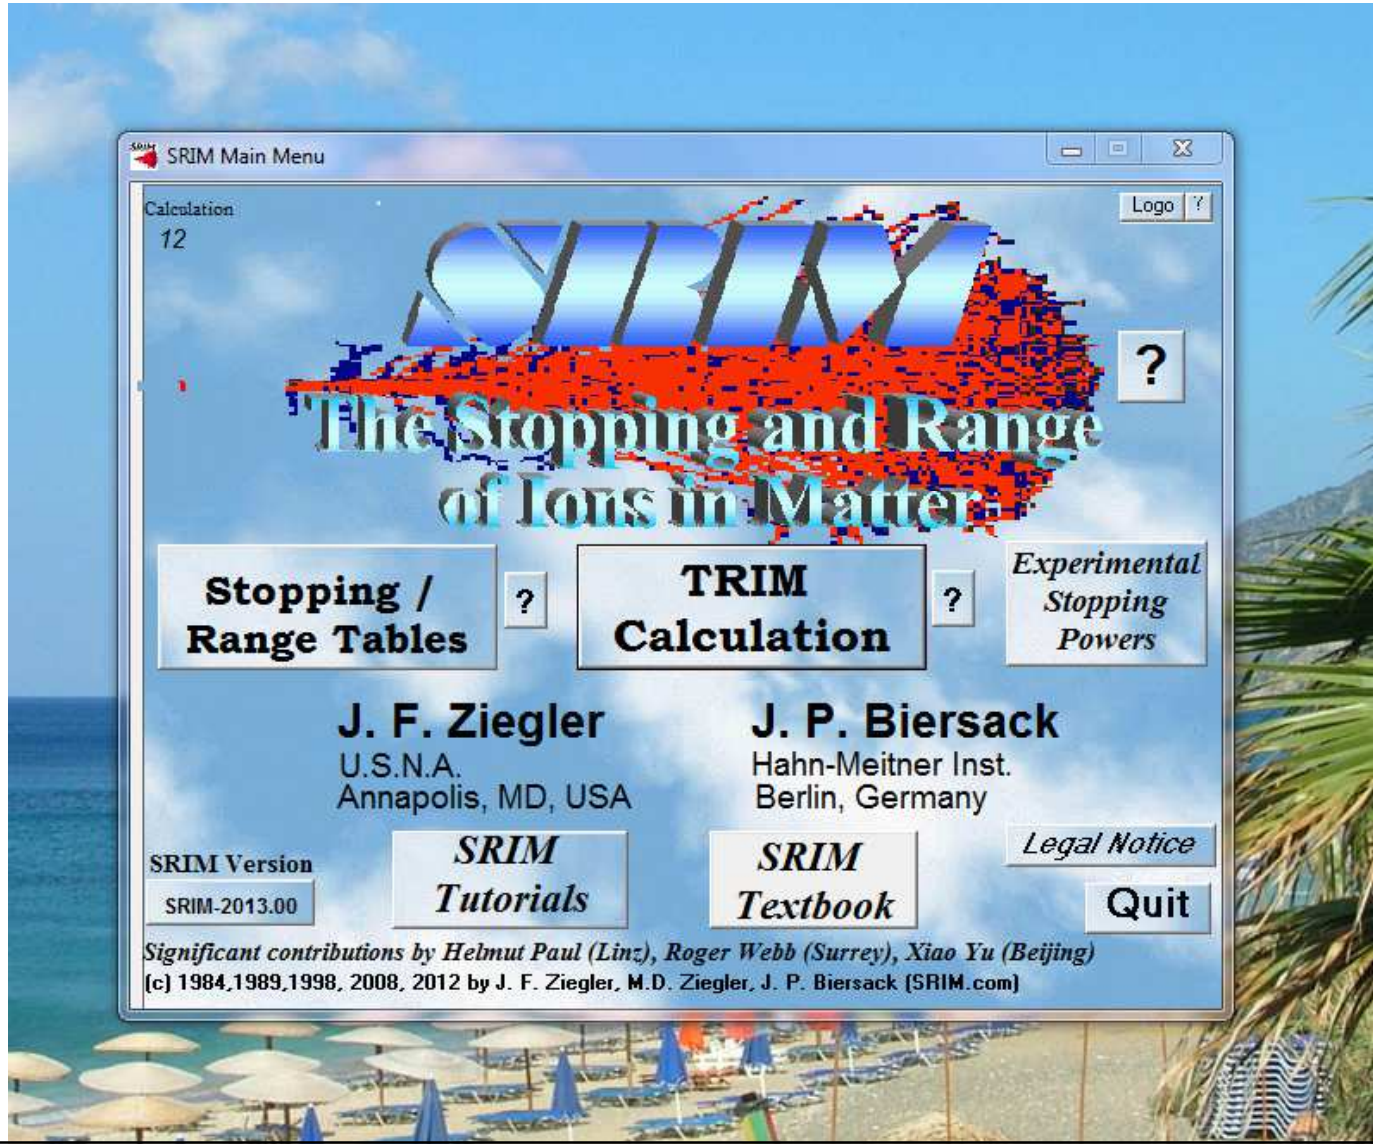 SRIM
SRIM Main Menu
Calculation
12
Logo ?
SRIM
?
The Stopping and Range
of Ions in Matter
Stopping /
Range Tables
?
TRIM
Calculation
?
Experimental
Stopping
Powers
J. F. Ziegler
U.S.N.A.
Annapolis, MD, USA
J. P. Biersack
Hahn-Meitner Inst.
Berlin, Germany
SRIM Version
SRIM-2013.00
SRIM
Tutorials
SRIM
Textbook
Legal Notice
Quit
Significant contributions by Helmut Paul (Linz), Roger Webb (Surrey), Xiao Yu (Beijing)
(c) 1984,1989,1998, 2008, 2012 by J. F. Ziegler, M.D. Ziegler, J. P. Biersack (SRIM.com)